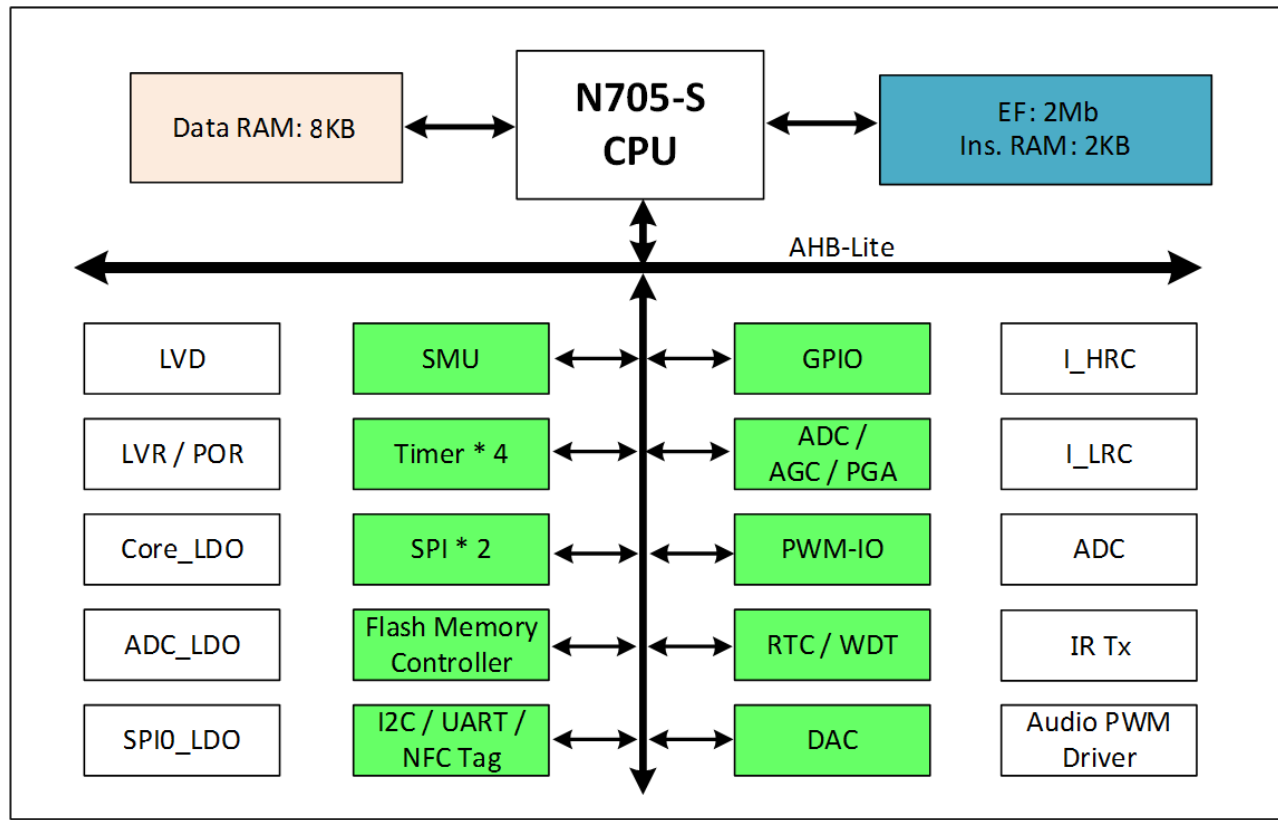 Data RAM: 8KB
N705-S
CPU
EF: 2Mb
Ins. RAM: 2KB
AHB-Lite
LVD
SMU
GPIO
I_HRC
LVR / POR
Timer * 4
ADC /
AGC / PGA
I_LRC
Core_LDO
SPI * 2
PWM-IO
ADC
ADC_LDO
Flash Memory
Controller
RTC / WDT
IR Tx
SPI0_LDO
I2C / UART /
NFC Tag
DAC
Audio PWM
Driver